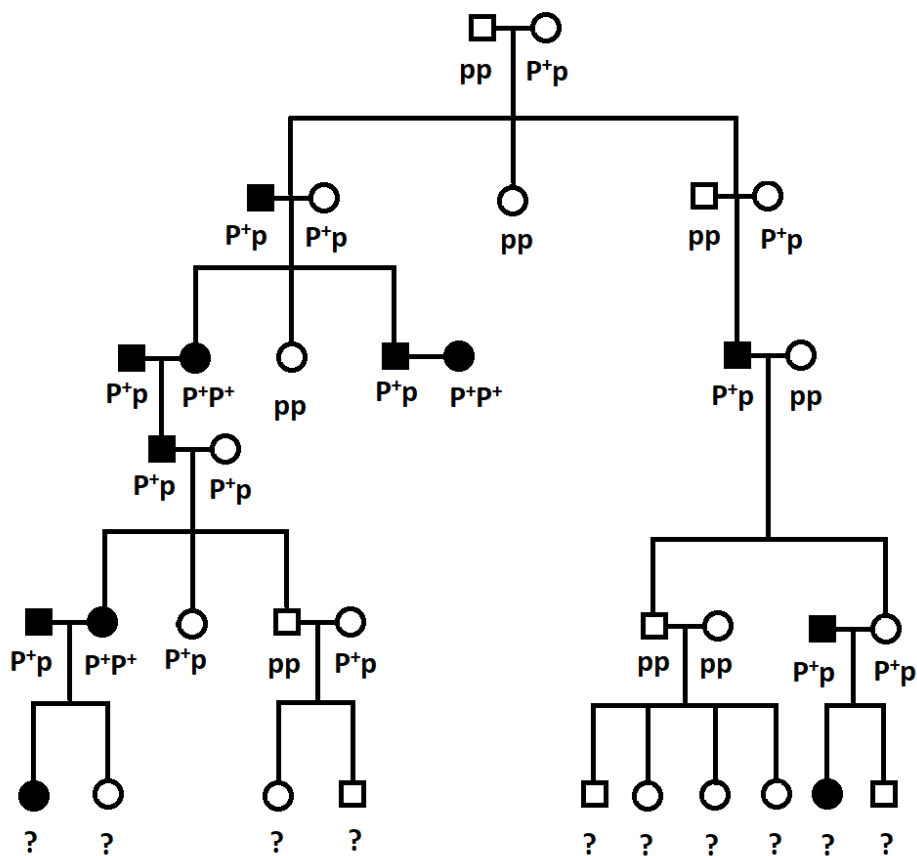 pp P⁺p
P⁺p P⁺p pp pp P⁺p
P⁺p P⁺P⁺ pp P⁺p P⁺P⁺ P⁺p pp
P⁺p P⁺p
P⁺p P⁺P⁺ P⁺p pp P⁺p pp pp P⁺p P⁺p
? ? ? ? ? ? ? ? ? ?